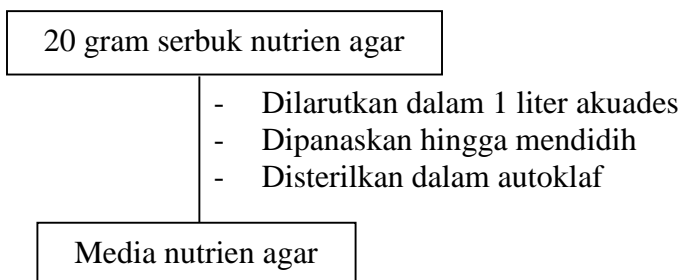 20 gram serbuk nutrien agar
- Dilarutkan dalam 1 liter akuades
- Dipanaskan hingga mendidih
- Disterilkan dalam autoklaf
Media nutrien agar